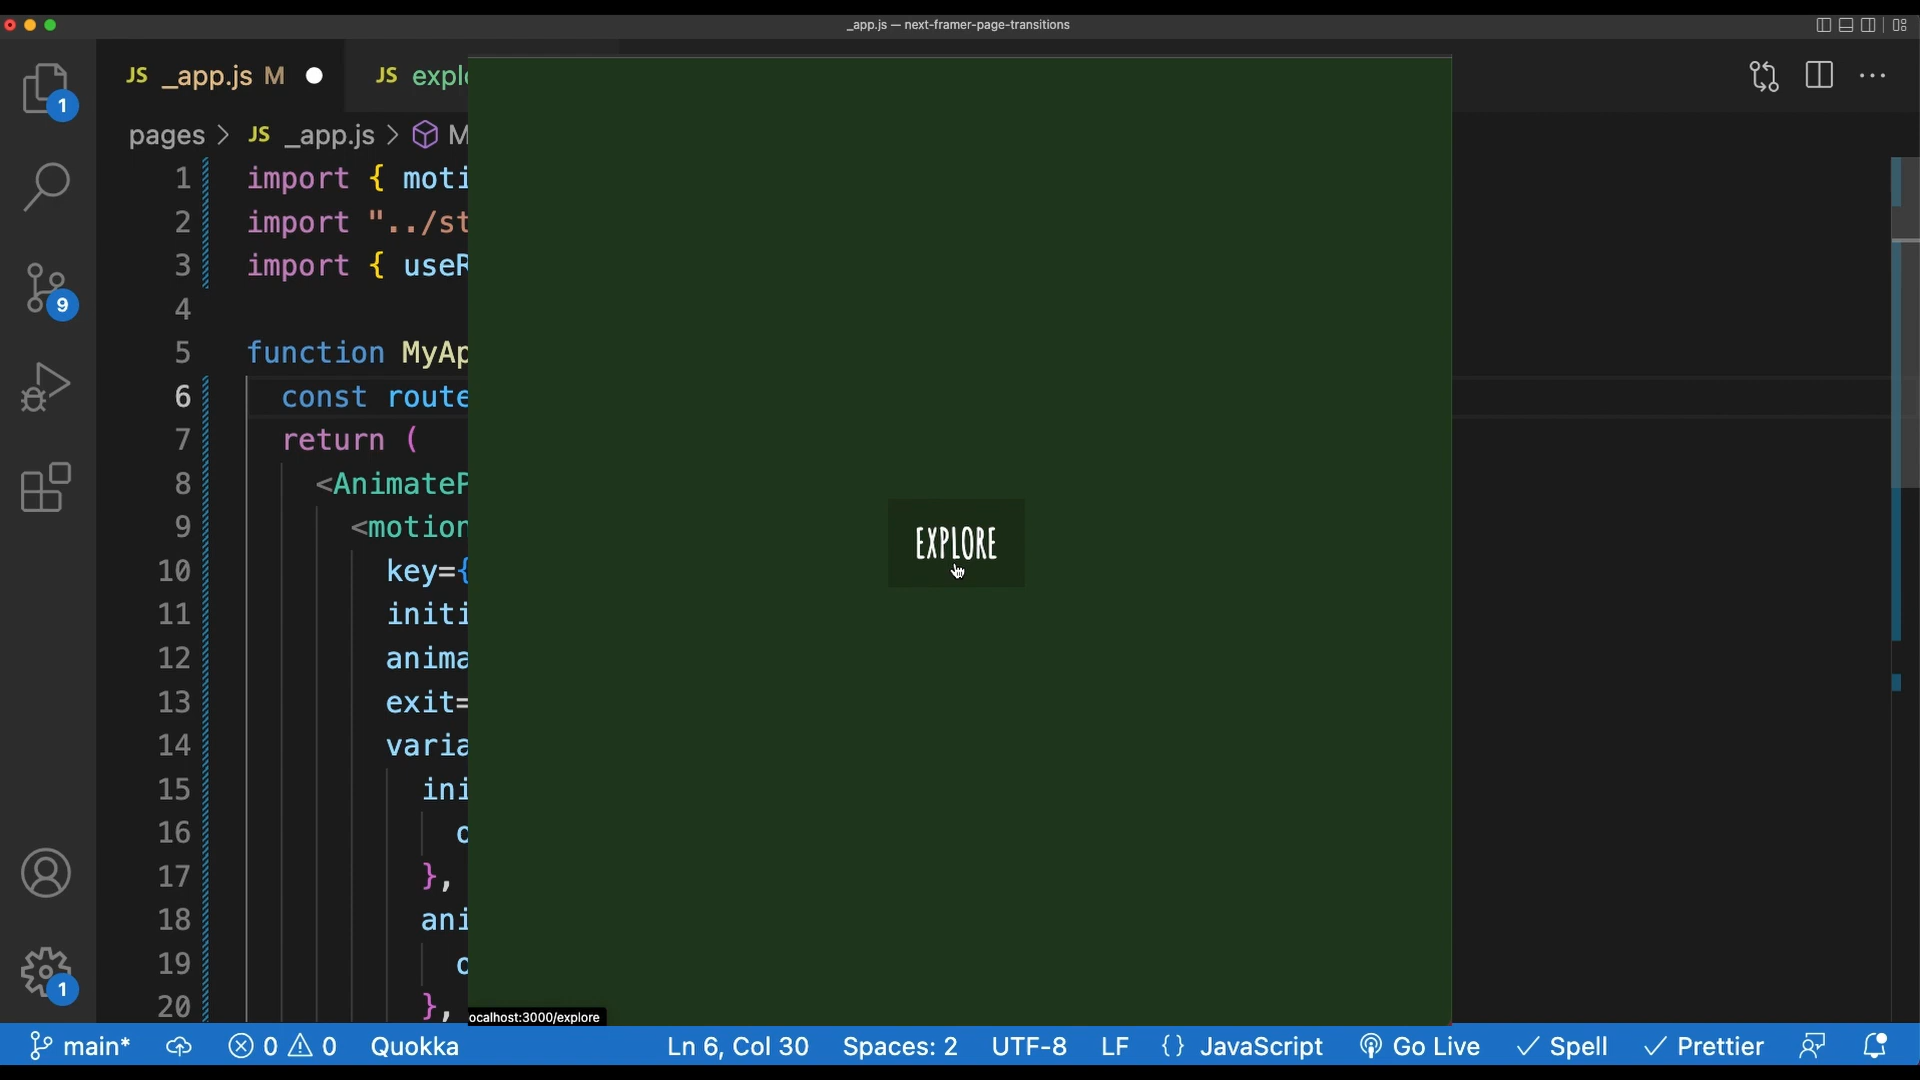 _app.js — next-framer-page-transitions
JS _app.js M
JS explo
pages > JS _app.js > M
1 import { moti
2 import "../st
3 import { useR
4
5 function MyAp
6 const route
7 return (
8 <AnimateP
9 <motion
10 key={
11 initi
12 anima
13 exit=
14 varia
15 ini
16 o
17 },
18 ani
19 o
20 },
1
9
1
EXPLORE
ocalhost:3000/explore
main* 0 0 Quokka Ln 6, Col 30 Spaces: 2 UTF-8 LF {} JavaScript Go Live Spell Prettier